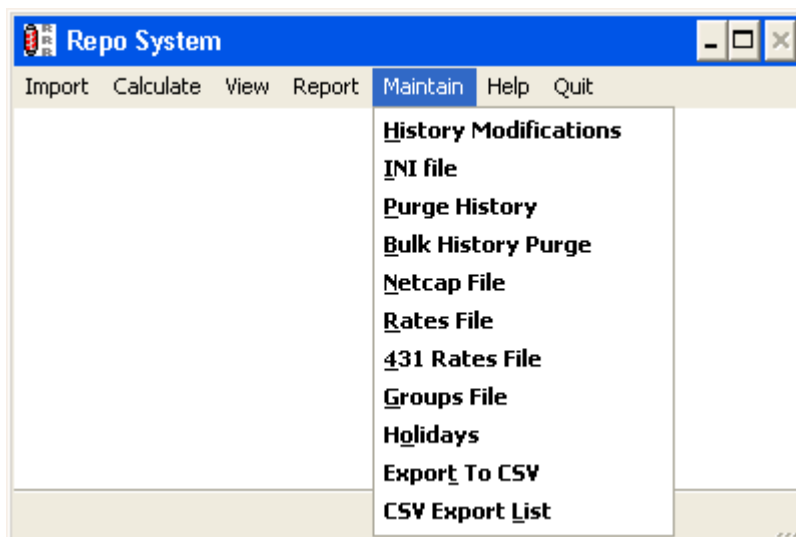 Repo System
Import Calculate View Report Maintain Help Quit
History Modifications
INI file
Purge History
Bulk History Purge
Netcap File
Rates File
431 Rates File
Groups File
Holidays
Export To CSV
CSV Export List